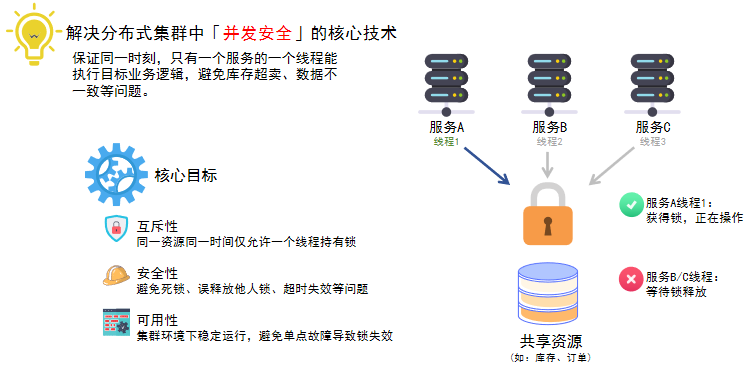 解决分布式集群中「并发安全」的核心技术
保证同一时刻，只有一个服务的一个线程能
执行目标业务逻辑，避免库存超卖、数据不
一致等问题。
核心目标
互斥性
同一资源同一时间仅允许一个线程持有锁
安全性
避免死锁、误释放他人锁、超时失效等问题
可用性
集群环境下稳定运行，避免单点故障导致锁失效
服务A
线程1
服务B
线程2
服务C
线程3
服务A线程1：
获得锁，正在操作
服务B/C线程：
等待锁释放
共享资源
(如：库存、订单)